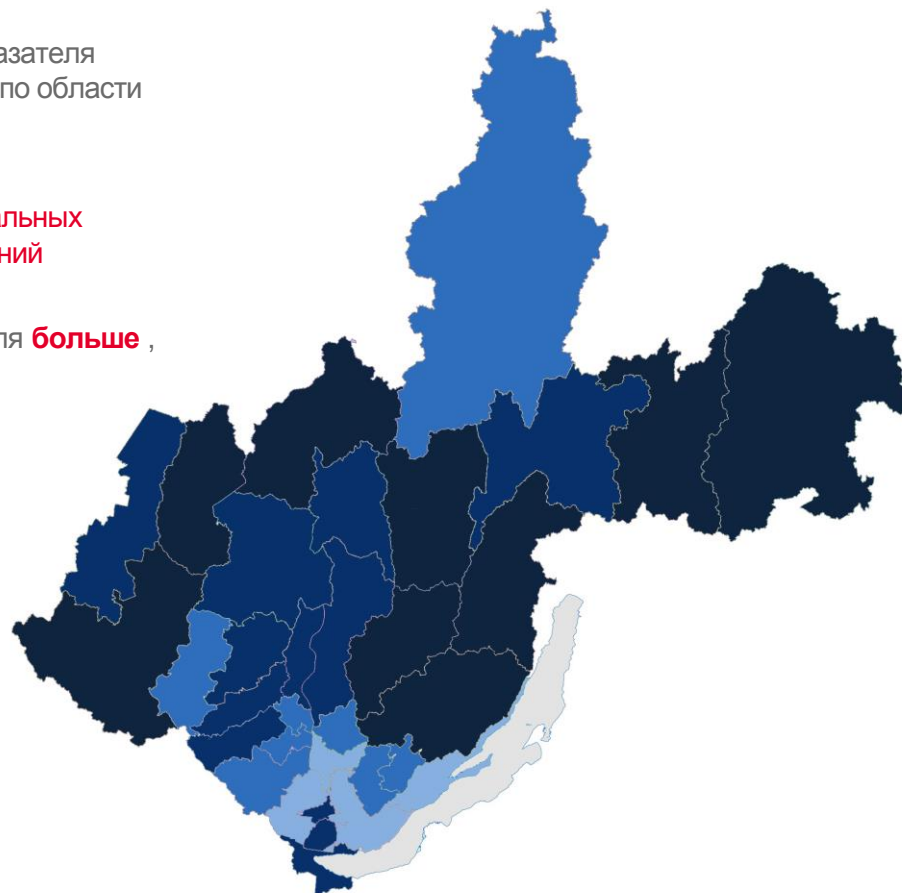 азателя
по области
альных
ний
ля больше ,